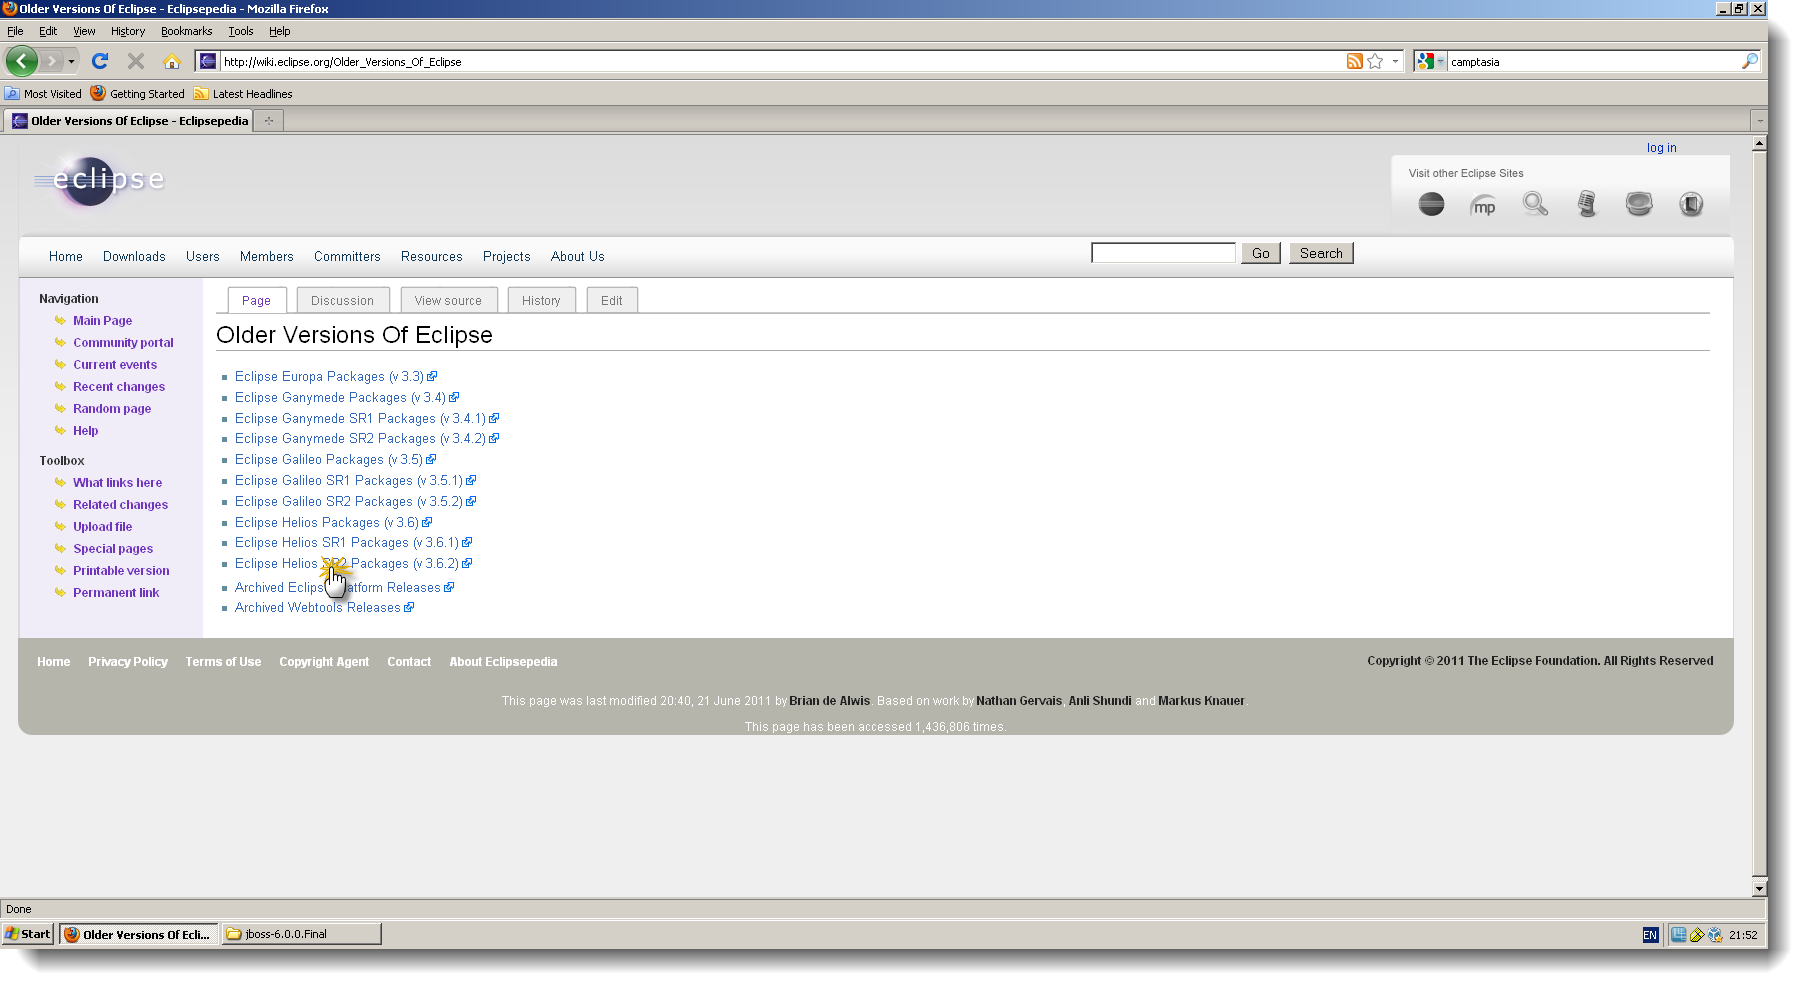 Older Versions Of Eclipse - Eclipsepedia - Mozilla Firefox
File Edit View History Bookmarks Tools Help
http://wiki.eclipse.org/Older_Versions_Of_Eclipse camptasia
Most Visited Getting Started Latest Headlines
Older Versions Of Eclipse - Eclipsepedia
log in
eclipse
Visit other Eclipse Sites
mp
Home Downloads Users Members Committers Resources Projects About Us Go Search
Navigation
Main Page
Community portal
Current events
Recent changes
Random page
Help
Toolbox
What links here
Related changes
Upload file
Special pages
Printable version
Permanent link
Page Discussion View source History Edit
Older Versions Of Eclipse
Eclipse Europa Packages (v 3.3)
Eclipse Ganymede Packages (v 3.4)
Eclipse Ganymede SR1 Packages (v 3.4.1)
Eclipse Ganymede SR2 Packages (v 3.4.2)
Eclipse Galileo Packages (v 3.5)
Eclipse Galileo SR1 Packages (v 3.5.1)
Eclipse Galileo SR2 Packages (v 3.5.2)
Eclipse Helios Packages (v 3.6)
Eclipse Helios SR1 Packages (v 3.6.1)
Eclipse Helios SR2 Packages (v 3.6.2)
Archived Eclipse Platform Releases
Archived Webtools Releases
Home Privacy Policy Terms of Use Copyright Agent Contact About Eclipsepedia
Copyright © 2011 The Eclipse Foundation. All Rights Reserved
This page was last modified 20:40, 21 June 2011 by Brian de Alwis. Based on work by Nathan Gervais, Anli Shundi and Markus Knauer.
This page has been accessed 1,436,806 times.
Done
Start Older Versions Of Ecli... jboss-6.0.0.Final EN 21:52